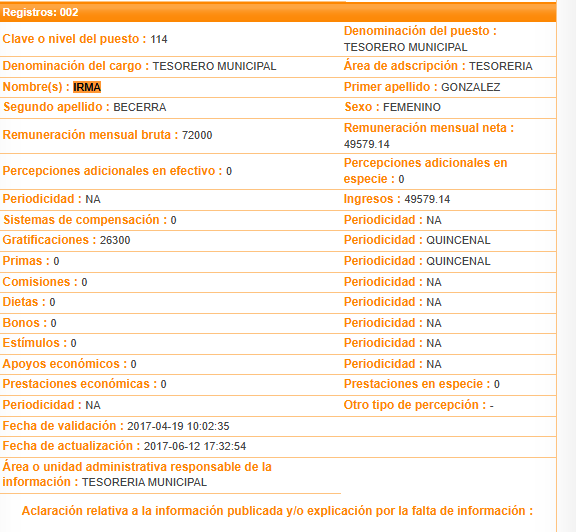 Registros: 002
Clave o nivel del puesto : 114
Denominación del puesto :
TESORERO MUNICIPAL
Denominación del cargo : TESORERO MUNICIPAL
Área de adscripción : TESORERIA
Nombre(s) : IRMA
Primer apellido : GONZALEZ
Segundo apellido : BECERRA
Sexo : FEMENINO
Remuneración mensual bruta : 72000
Remuneración mensual neta :
49579.14
Percepciones adicionales en efectivo : 0
Percepciones adicionales en
especie : 0
Periodicidad : NA
Ingresos : 49579.14
Sistemas de compensación : 0
Periodicidad : NA
Gratificaciones : 26300
Periodicidad : QUINCENAL
Primas : 0
Periodicidad : QUINCENAL
Comisiones : 0
Periodicidad : NA
Dietas : 0
Periodicidad : NA
Bonos : 0
Periodicidad : NA
Estímulos : 0
Periodicidad : NA
Apoyos económicos : 0
Periodicidad : NA
Prestaciones económicas : 0
Prestaciones en especie : 0
Periodicidad : NA
Otro tipo de percepción : -
Fecha de validación : 2017-04-19 10:02:35
Fecha de actualización : 2017-06-12 17:32:54
Área o unidad administrativa responsable de la
información : TESORERIA MUNICIPAL
Aclaración relativa a la información publicada y/o explicación por la falta de información :